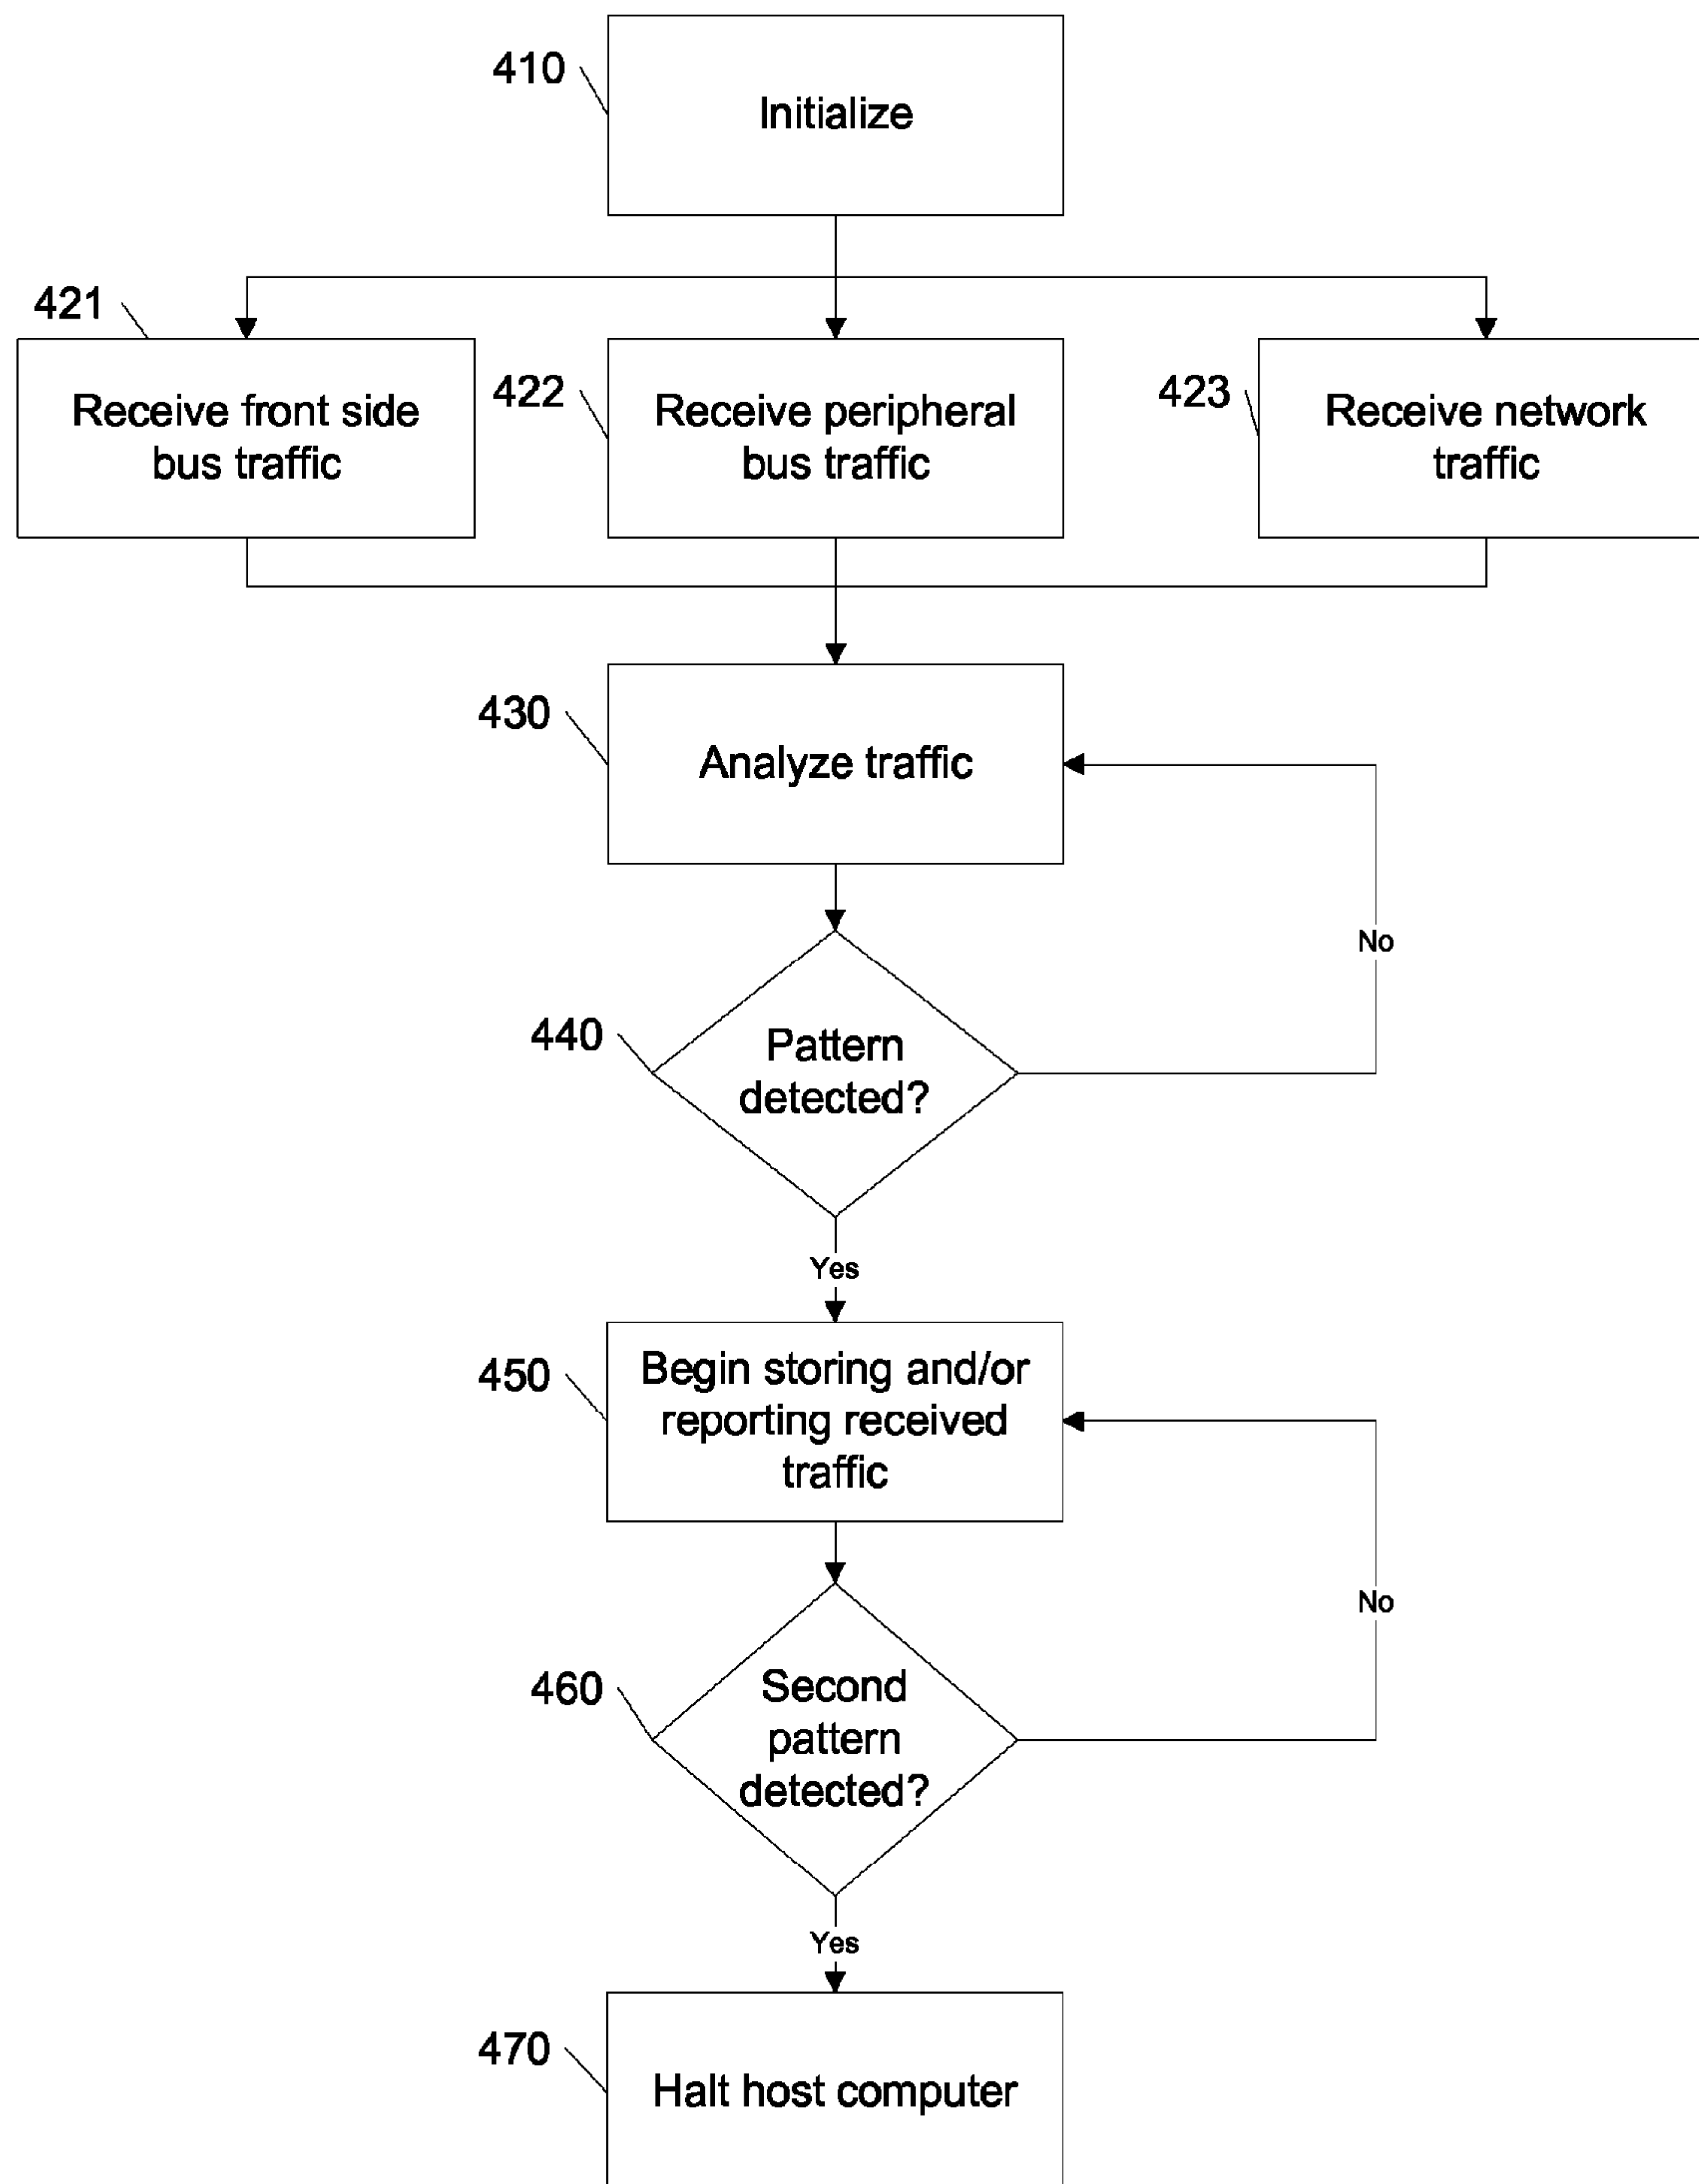 410
Initialize
421
Receive front side
bus traffic
422
Receive peripheral
bus traffic
423
Receive network
traffic
430
Analyze traffic
No
440
Pattern
detected?
Yes
450
Begin storing and/or
reporting received
traffic
No
460
Second
pattern
detected?
Yes
470
Halt host computer